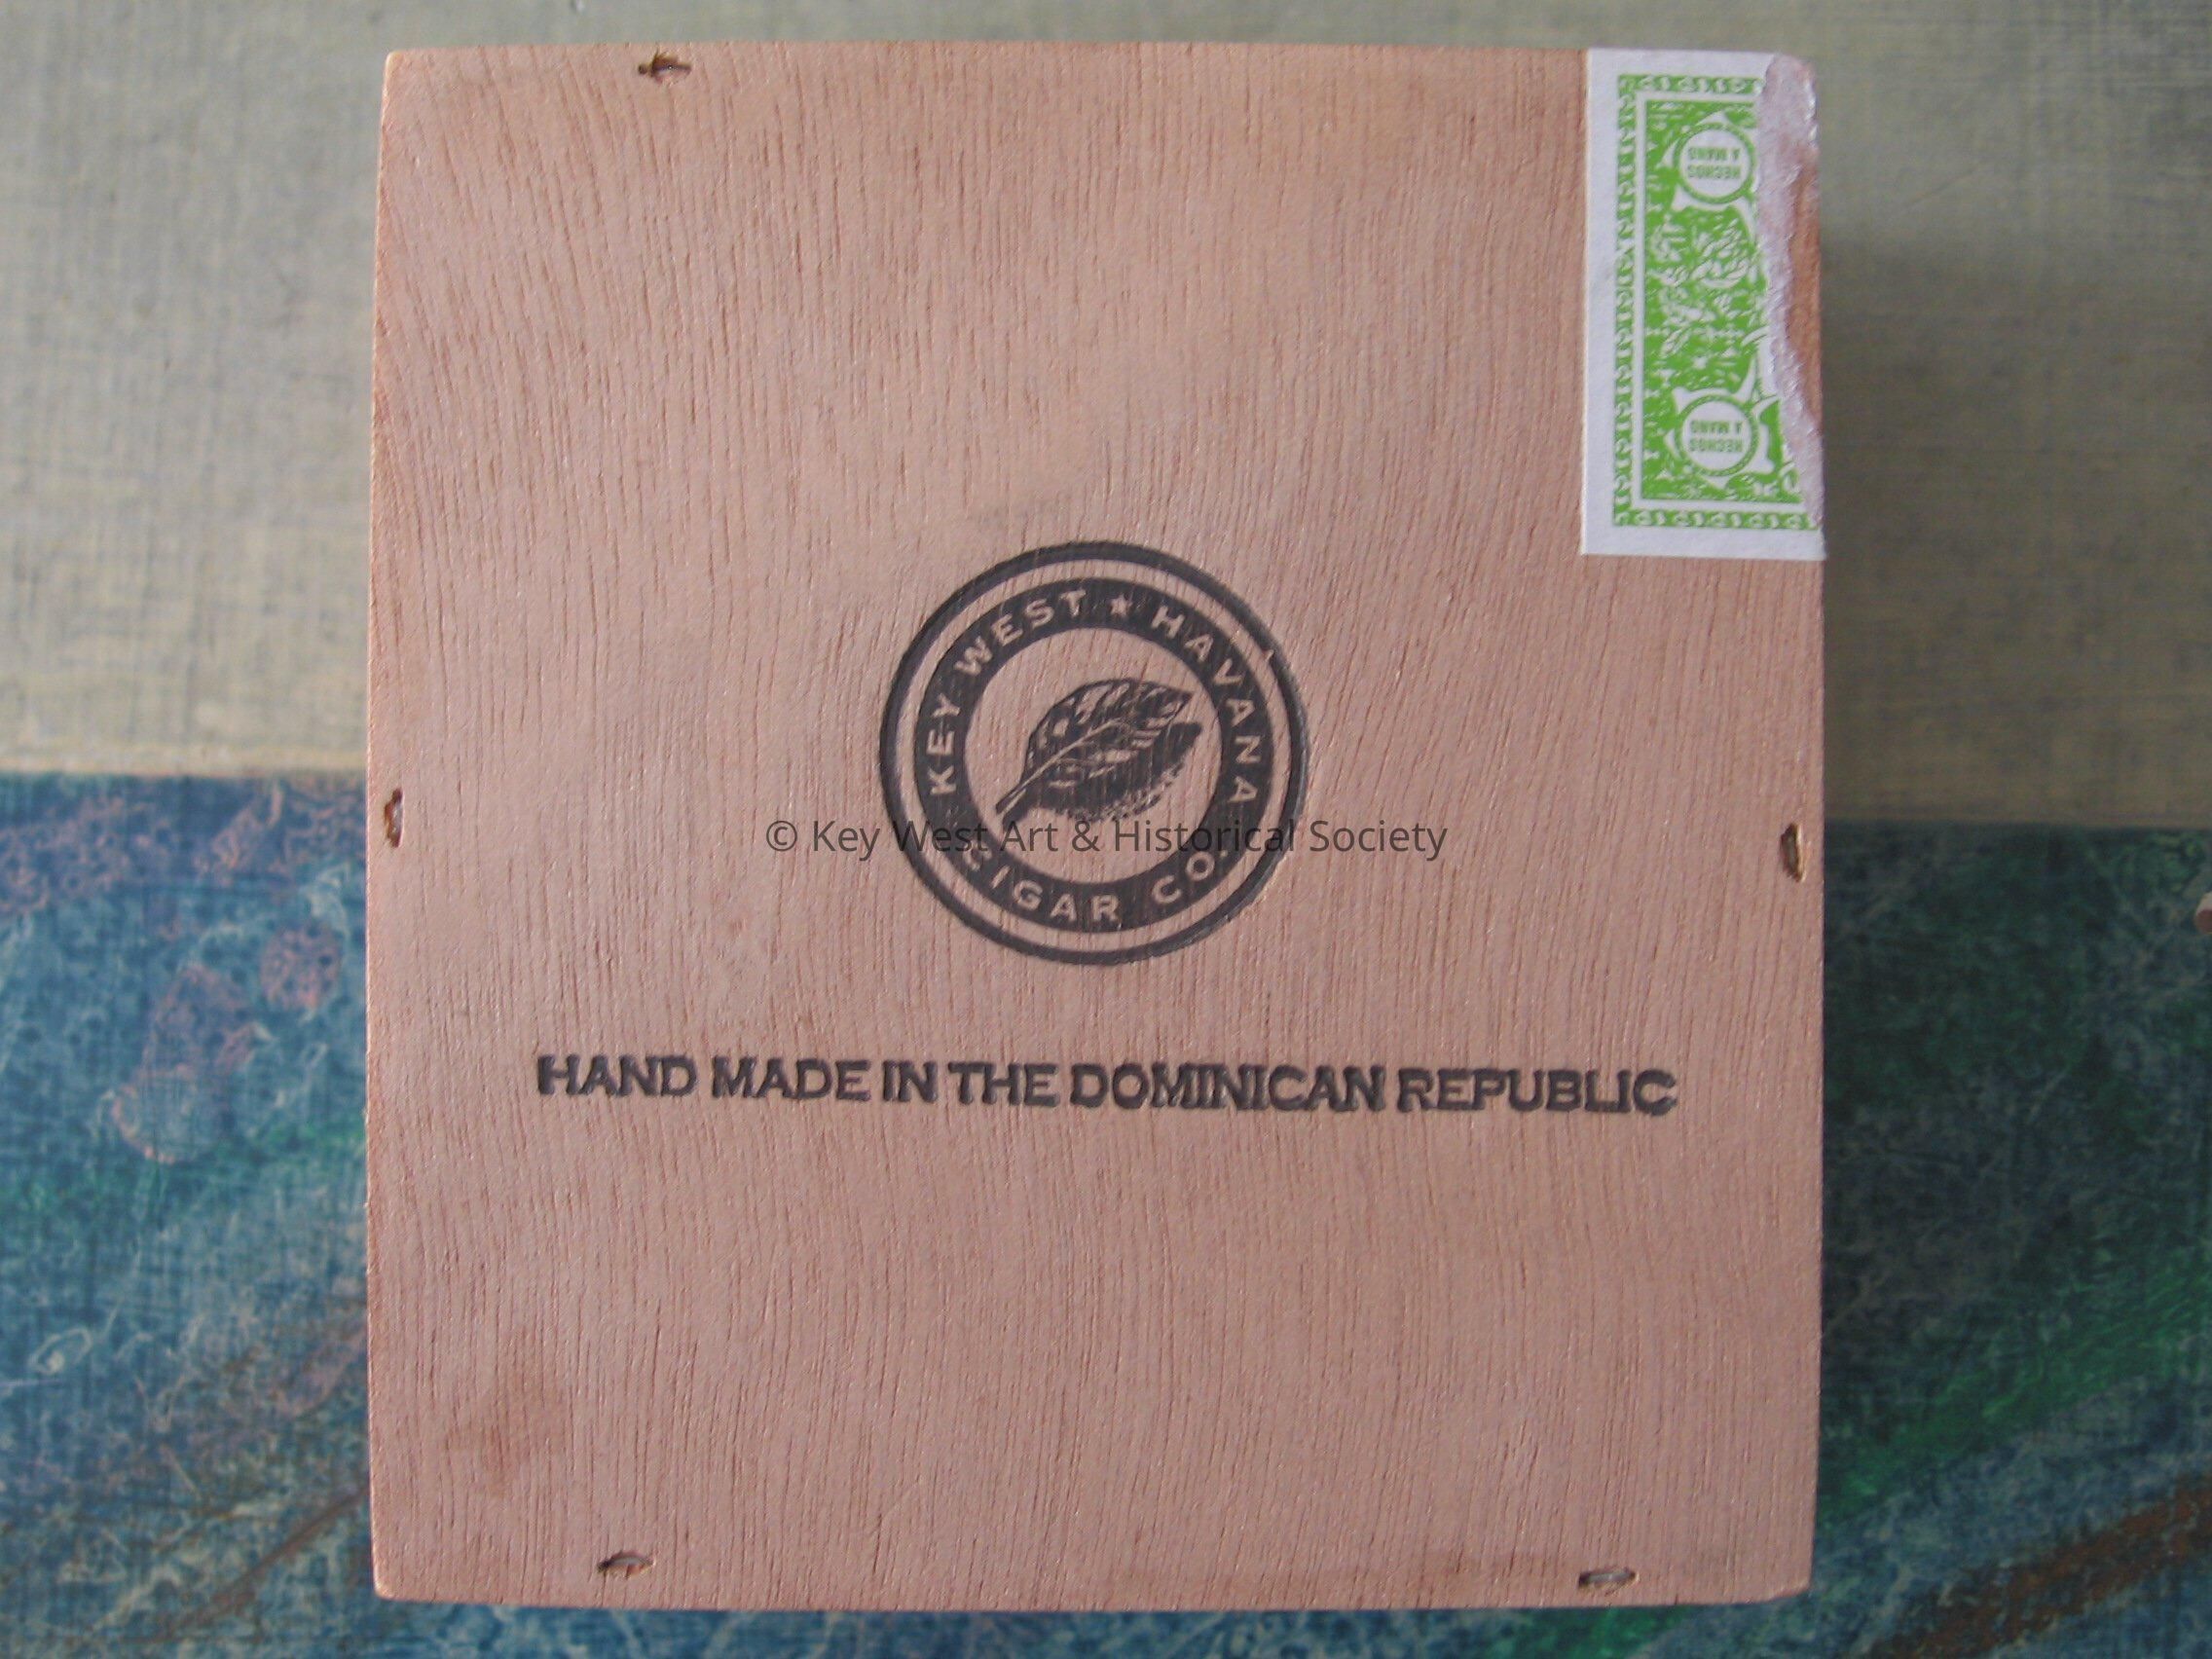 HECHOS
A MANO
HECHOS
A MANO
KEY WEST ★ HAVANA
CIGAR CO.
© Key West Art & Historical Society
HAND MADE IN THE DOMINICAN REPUBLIC